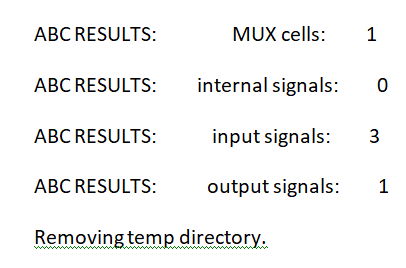 ABC RESULTS: MUX cells: 1
ABC RESULTS: internal signals: 0
ABC RESULTS: input signals: 3
ABC RESULTS: output signals: 1
Removing temp directory.